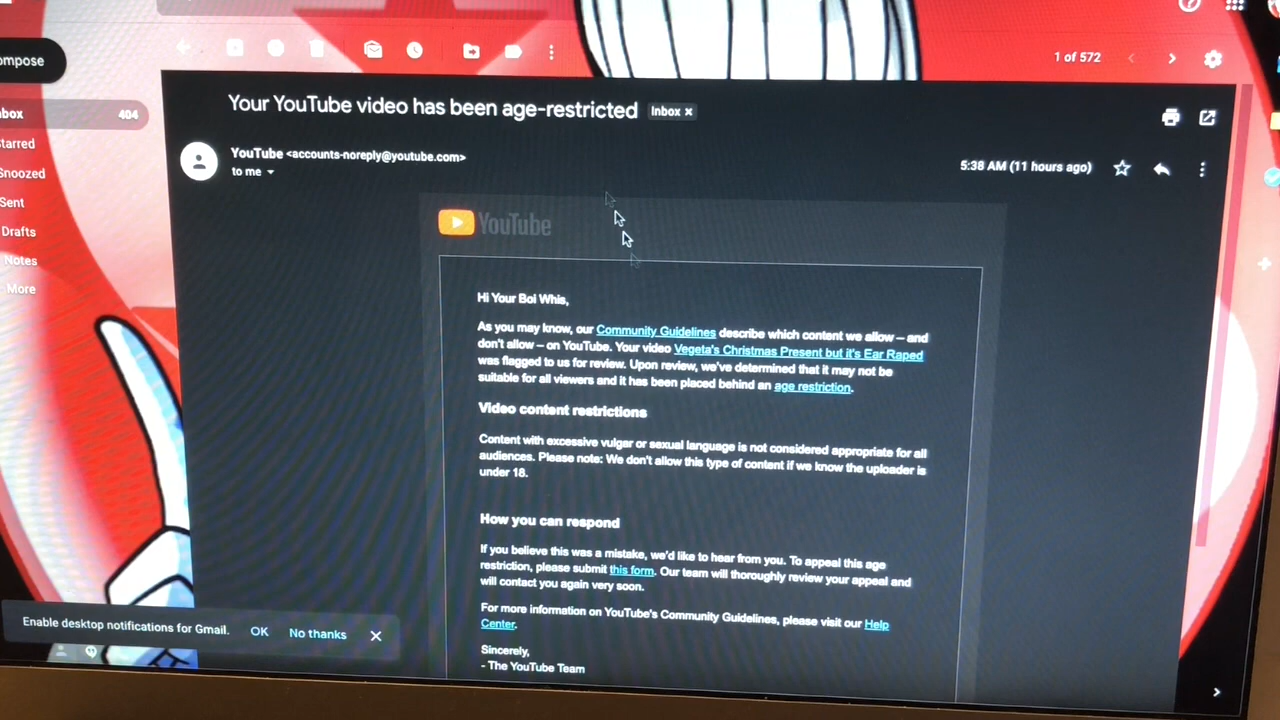 ompose
1 of 572
Your YouTube video has been age-restricted Inbox ×
nbox 404
YouTube <accounts-noreply@youtube.com>
5:38 AM (11 hours ago)
to me
tarred
Snoozed
Sent
Drafts
Notes
More
YouTube
Hi Your Boi Whis,
As you may know, our Community Guidelines describe which content we allow – and
don't allow – on YouTube. Your video Vegeta's Christmas Present but it's Ear Raped
was flagged to us for review. Upon review, we've determined that it may not be
suitable for all viewers and it has been placed behind an age restriction.
Video content restrictions
Content with excessive vulgar or sexual language is not considered appropriate for all
audiences. Please note: We don't allow this type of content if we know the uploader is
under 18.
How you can respond
If you believe this was a mistake, we'd like to hear from you. To appeal this age
restriction, please submit this form. Our team will thoroughly review your appeal and
will contact you again very soon.
For more information on YouTube's Community Guidelines, please visit our Help
Center.
Sincerely,
- The YouTube Team
Enable desktop notifications for Gmail. OK No thanks ×